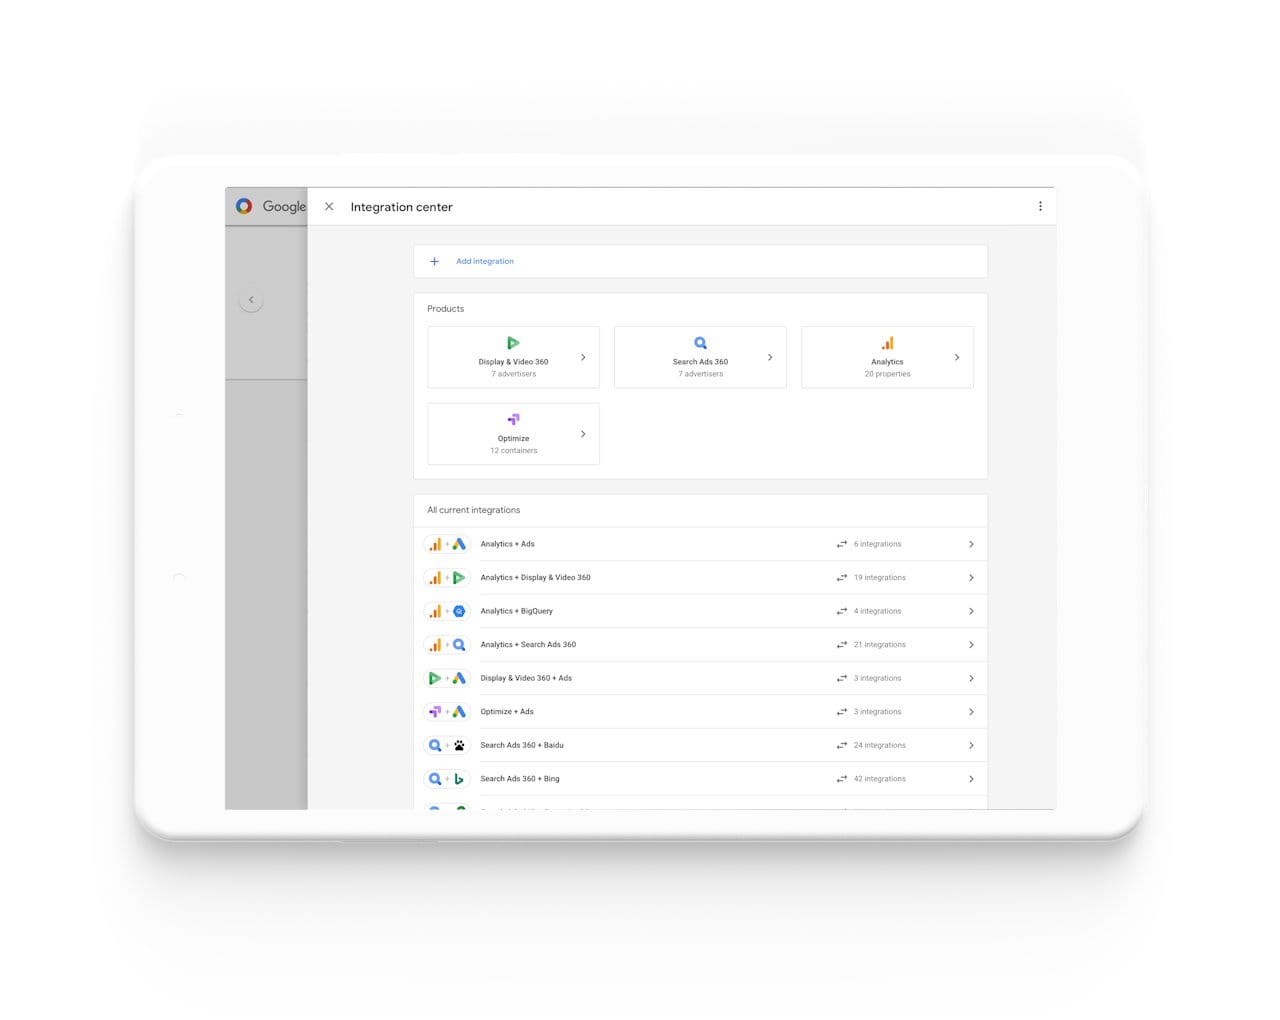 Google
Integration center
Add integration
Products
Display & Video 360
7 advertisers
Search Ads 360
7 advertisers
Analytics
20 properties
Optimize
12 containers
All current integrations
Analytics + Ads
6 integrations
Analytics + Display & Video 360
19 integrations
Analytics + BigQuery
4 integrations
Analytics + Search Ads 360
21 integrations
Display & Video 360 + Ads
3 integrations
Optimize + Ads
3 integrations
Search Ads 360 + Baidu
24 integrations
Search Ads 360 + Bing
42 integrations